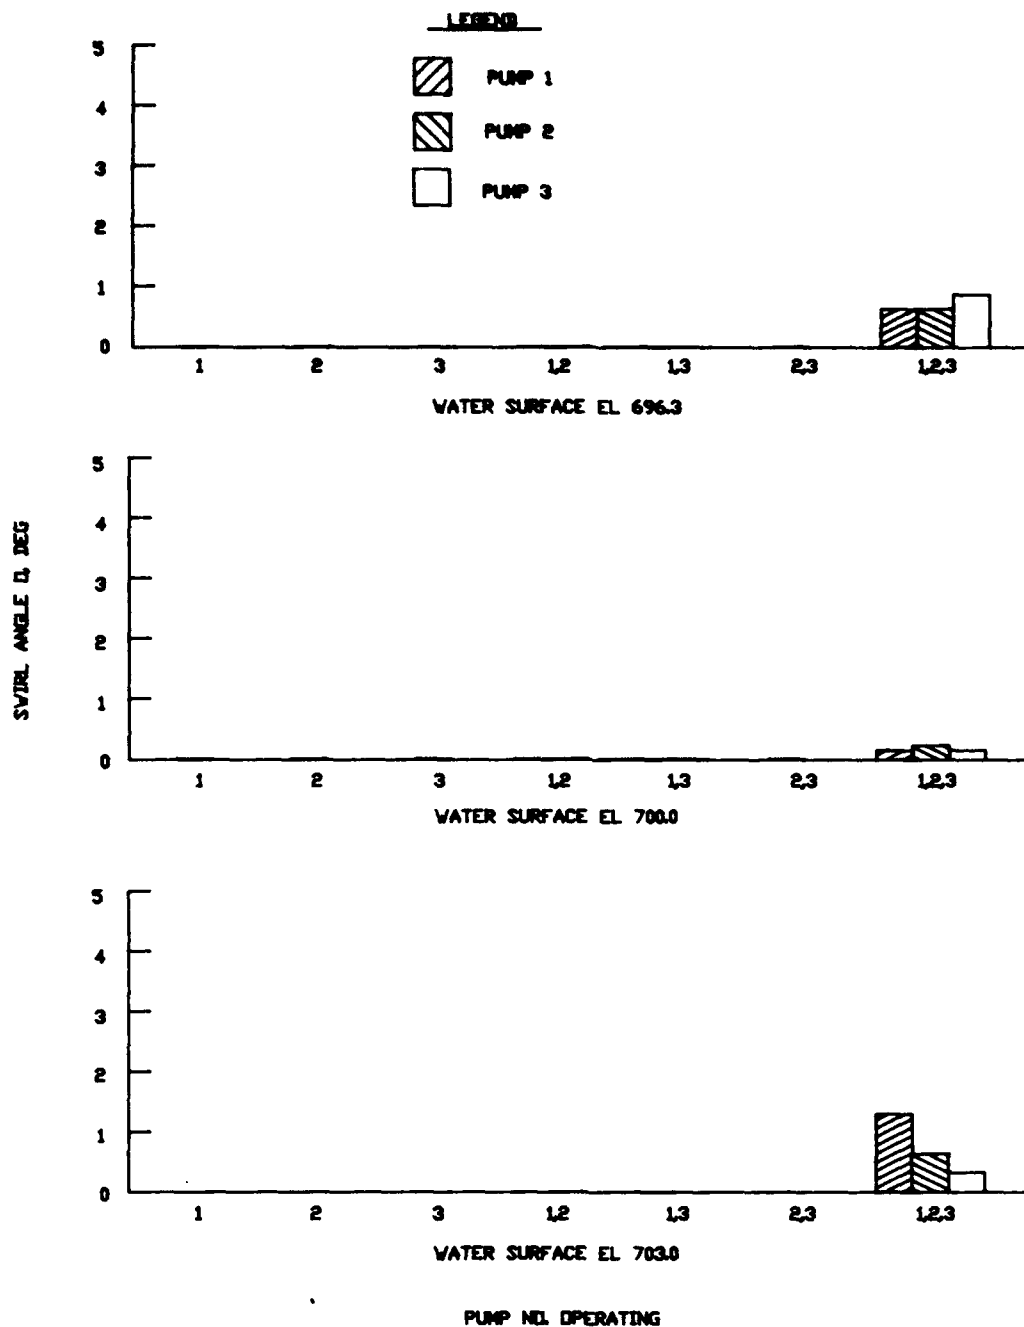 LEGEND
PUMP 1
PUMP 2
PUMP 3
5
4
3
2
1
0
1 2 3 1,2 1,3 2,3 1,2,3
WATER SURFACE EL 696.3
SWIRL ANGLE 0, DEG
5
4
3
2
1
0
1 2 3 1,2 1,3 2,3 1,2,3
WATER SURFACE EL 700.0
5
4
3
2
1
0
1 2 3 1,2 1,3 2,3 1,2,3
WATER SURFACE EL 703.0
PUMP NO. OPERATING